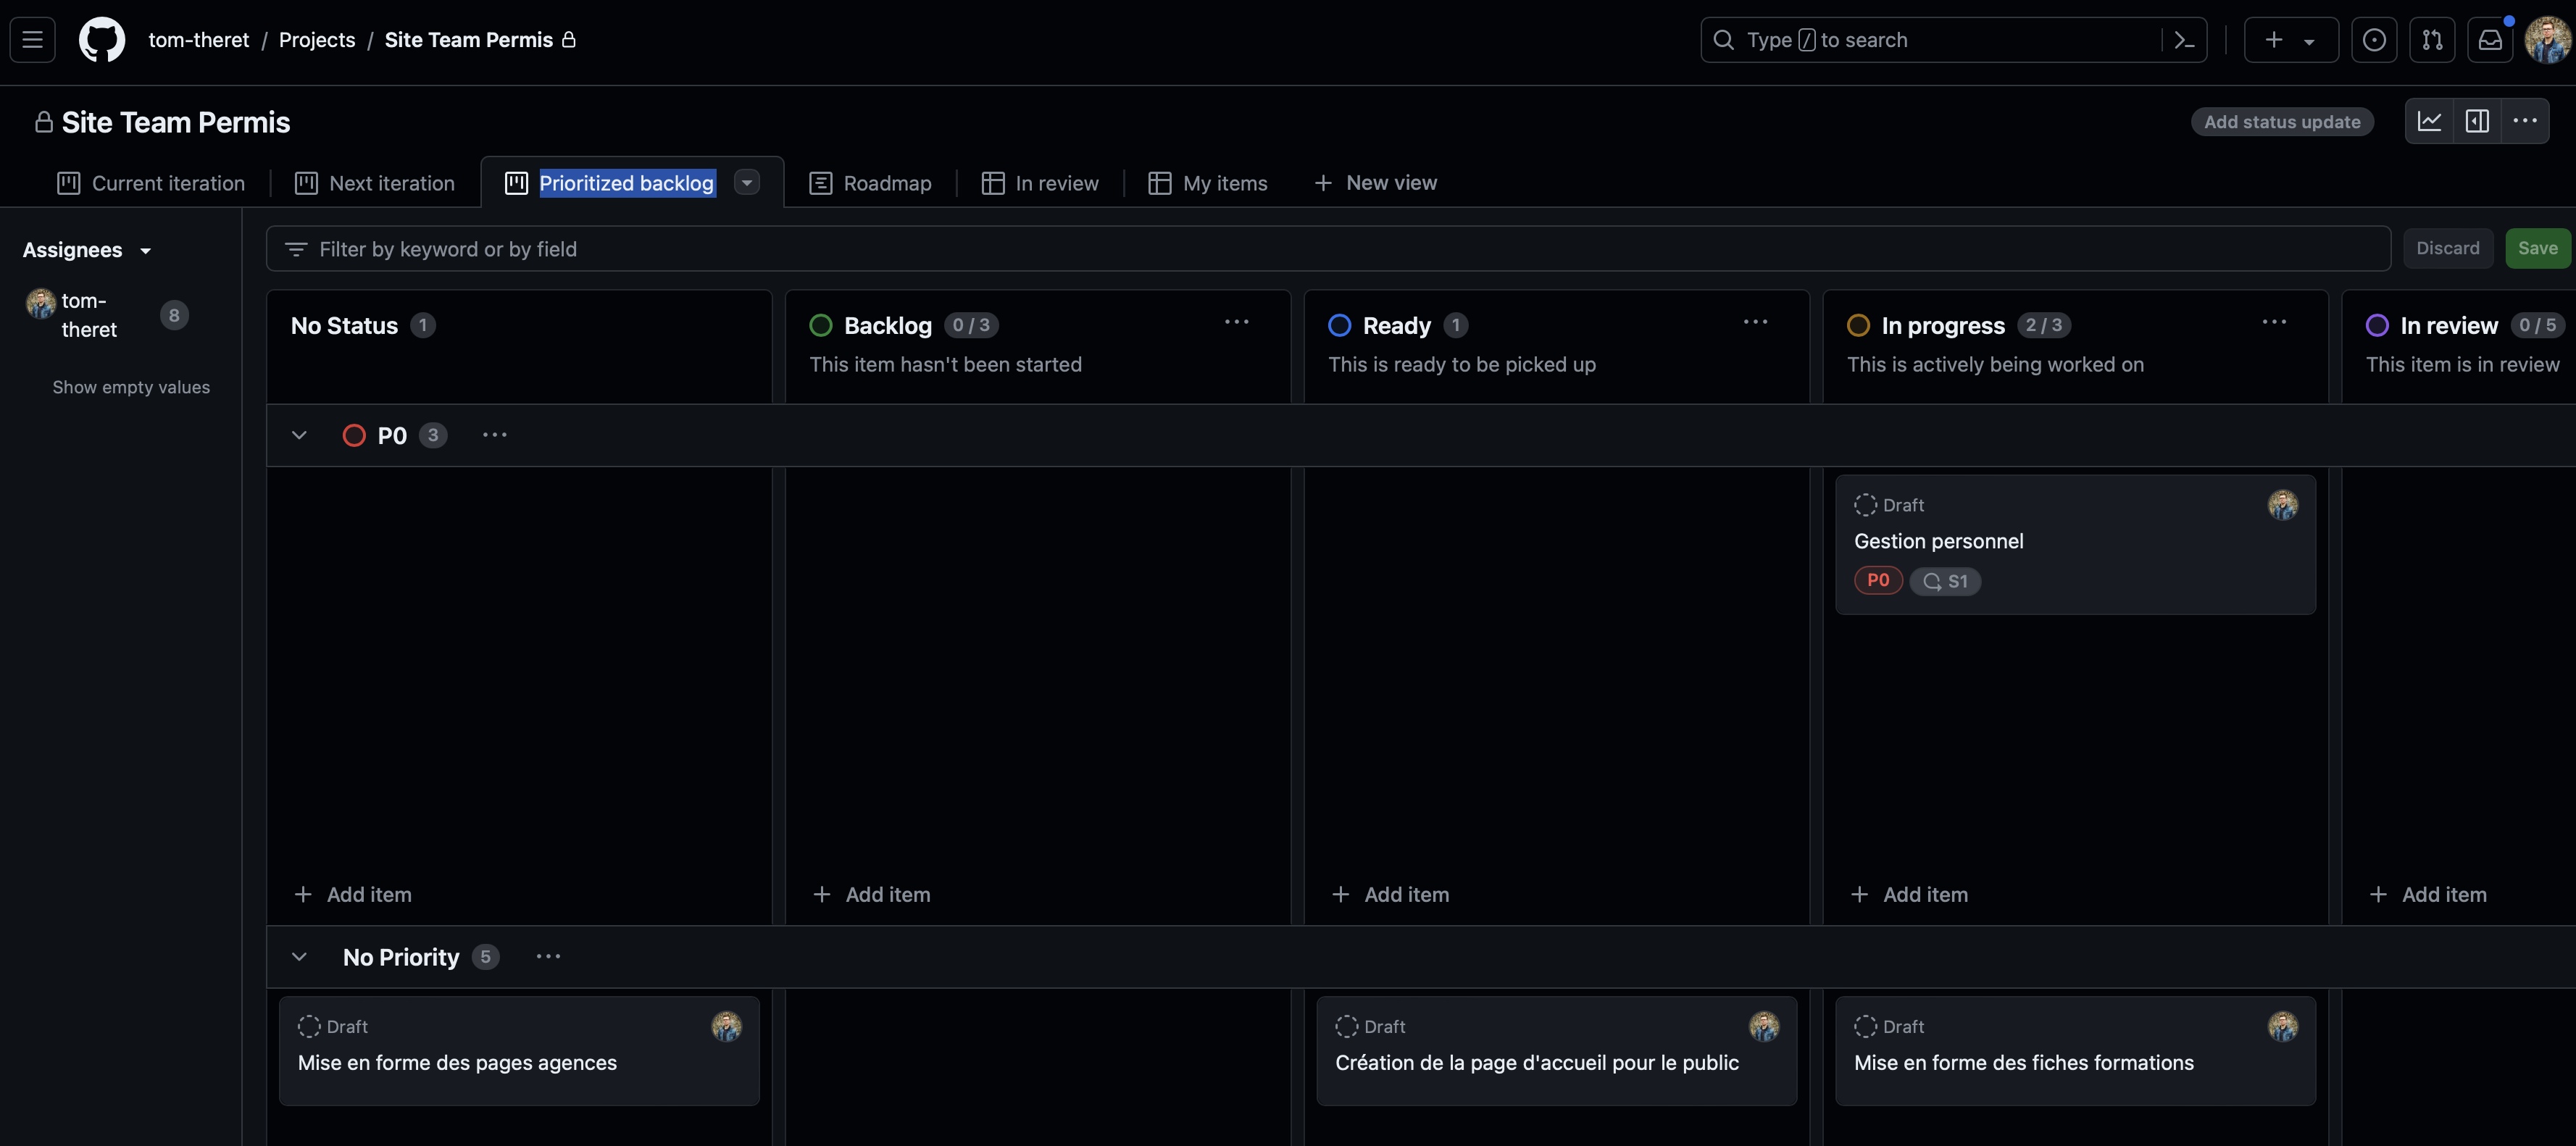 tom-theret / Projects / Site Team Permis
Type / to search
Site Team Permis
Add status update
Current iteration
Next iteration
Prioritized backlog
Roadmap
In review
My items
New view
Assignees
tom-
theret
8
Show empty values
Filter by keyword or by field
Discard
Save
No Status 1
Backlog 0 / 3
This item hasn't been started
Ready 1
This is ready to be picked up
In progress 2 / 3
This is actively being worked on
In review 0 / 5
This item is in review
P0 3
Draft
Gestion personnel
P0 S1
Add item
Add item
Add item
Add item
Add item
No Priority 5
Draft
Mise en forme des pages agences
Draft
Création de la page d'accueil pour le public
Draft
Mise en forme des fiches formations